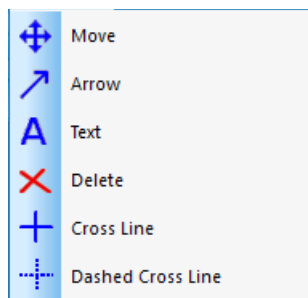 Move
Arrow
Text
Delete
Cross Line
Dashed Cross Line